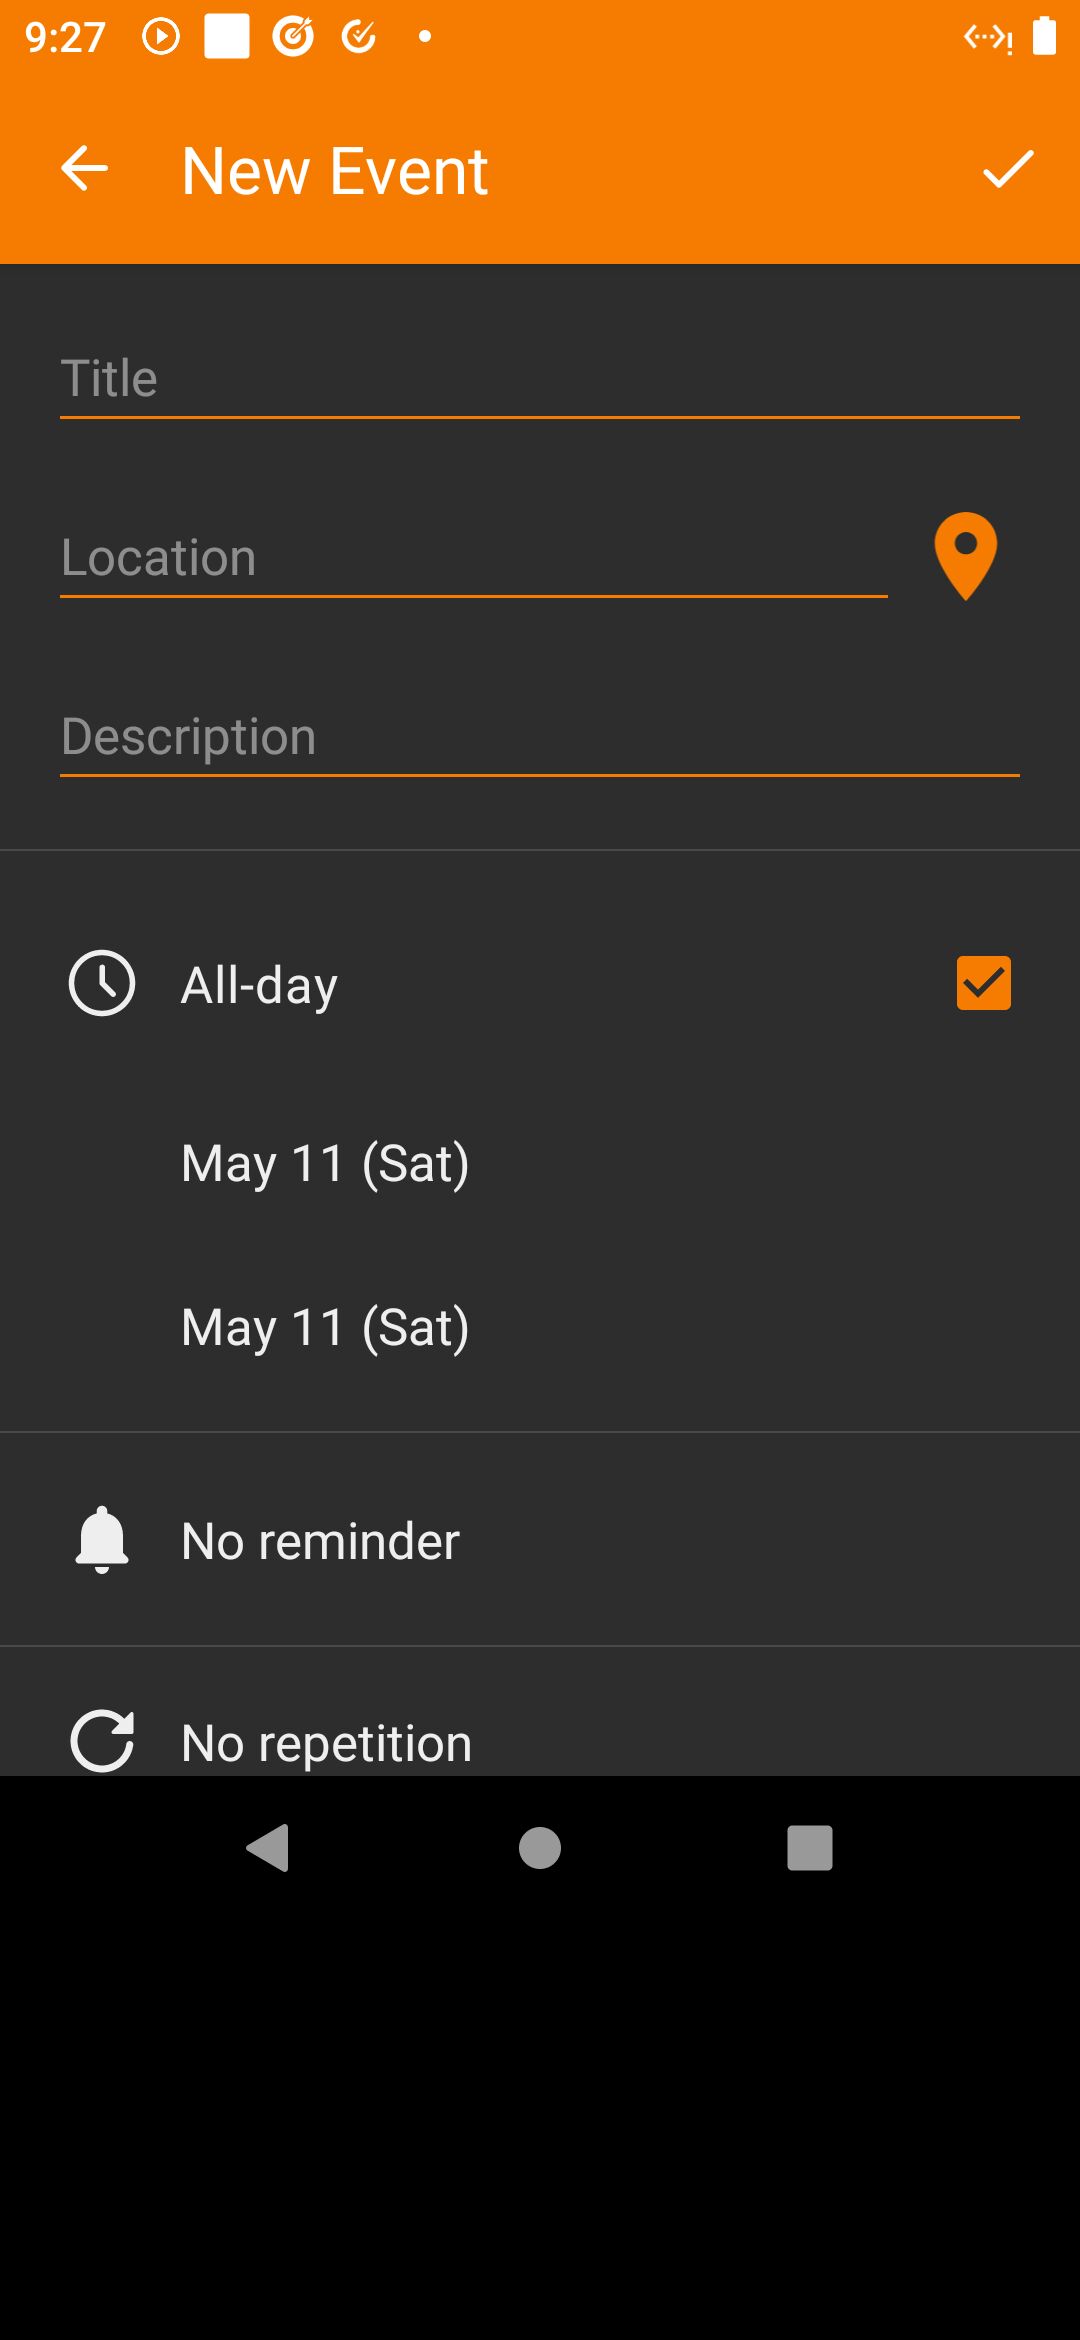 9:27
New Event
Title
Location
Description
All-day
May 11 (Sat)
May 11 (Sat)
No reminder
No repetition